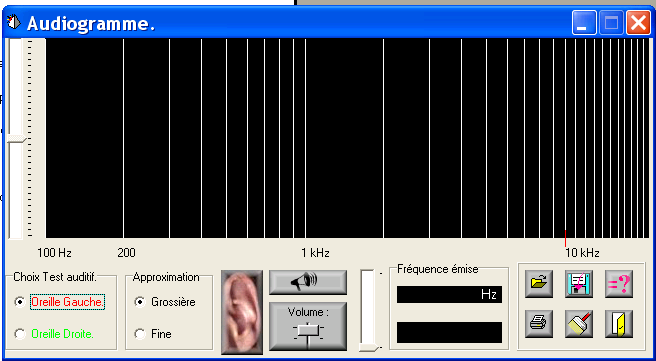 Audiogramme.
100 Hz 200 1 kHz 10 kHz
Choix Test auditif.
Oreille Gauche.
Oreille Droite.
Approximation
Grossière
Fine
Volume :
Fréquence émise
Hz
=?